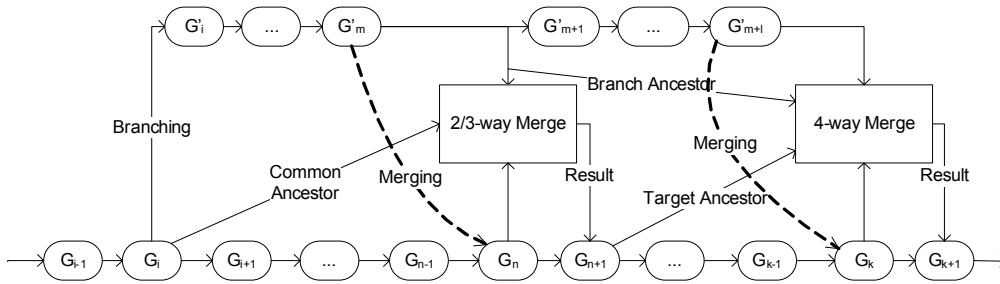 G'i ... G'm G'm+1 ... G'm+l
Branch Ancestor
2/3-way Merge 4-way Merge
Branching
Merging
Common
Ancestor
Merging Result Result
Target Ancestor
Gi-1 Gi Gi+1 ... Gn-1 Gn Gn+1 ... Gk-1 Gk Gk+1